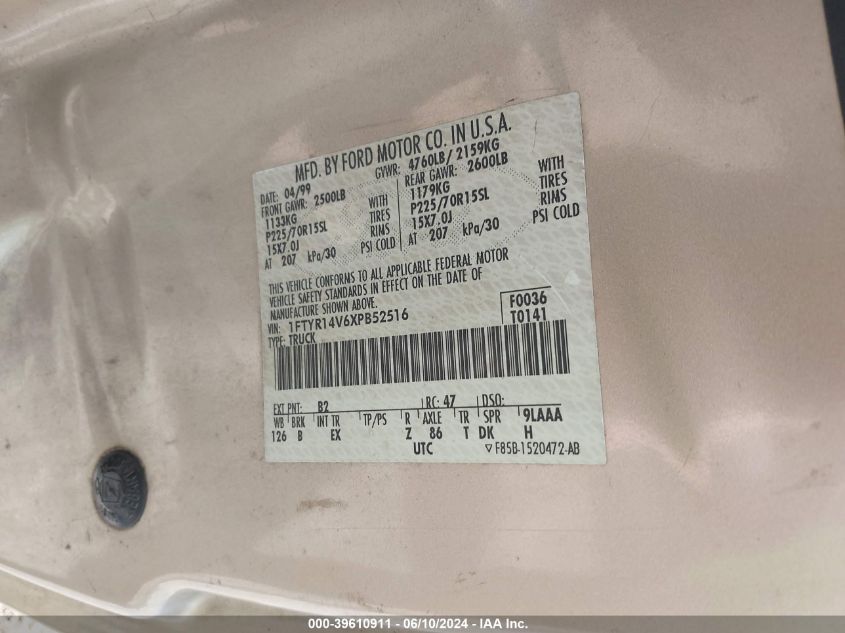 MFD. BY FORD MOTOR CO. IN U.S.A.
DATE: 04/99 GVWR: 4760LB/ 2159KG
FRONT GAWR: 2500LB REAR GAWR: 2600LB
1133KG WITH 1179KG WITH
P225/70R15SL TIRES P225/70R15SL TIRES
15X7.0J RIMS 15X7.0J RIMS
AT 207 kPa/30 PSI COLD AT 207 kPa/30 PSI COLD
THIS VEHICLE CONFORMS TO ALL APPLICABLE FEDERAL MOTOR
VEHICLE SAFETY STANDARDS IN EFFECT ON THE DATE OF
MANUFACTURE SHOWN ABOVE.
VIN: 1FTYR14V6XPB52516 F0036
TYPE: TRUCK T0141
EXT PNT: B2 RC: 47 DSO:
WB BRK INT TR TP/PS R AXLE TR SPR 9LAAA
126 B EX Z 86 T DK H
UTC ▽ F85B-1520472-AB
000-39610911 - 06/10/2024 - IAA Inc.